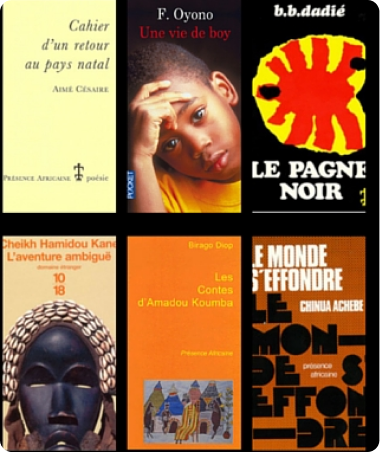 Cahier
d'un retour
au pays natal
AIMÉ CÉSAIRE
PRÉSENCE AFRICAINE
poésie
F. Oyono
Une vie de boy
POCKET
b.b.dadié
LE PAGNE
NOIR
Cheikh Hamidou Kane
L'aventure ambiguë
domaine étranger
10
18
Birago Diop
Les
Contes
d'Amadou Koumba
Présence Africaine
LE MONDE
S'EFFONDRE
CHINUA ACHEBE
LE
MON
DE S
EFFON
DRE
présence
africaine